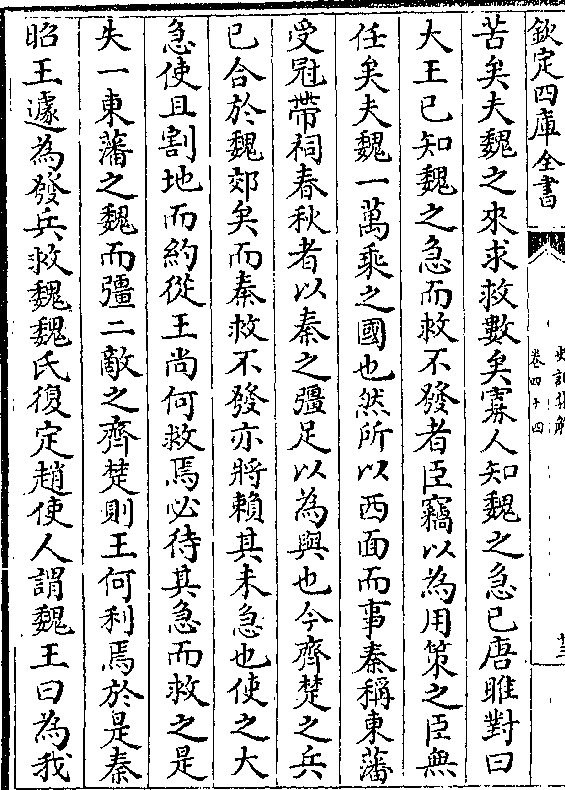 欽定四庫全書
史記集解
卷四十四
十三
苦矣夫魏之來求救數矣寡人知魏之急已唐雎對曰
大王已知魏之急而救不發者臣竊以為用策之臣無
任矣夫魏一萬乘之國也然所以西面而事秦稱東藩
受冠帶祠春秋者以秦之彊足以為與也今齊楚之兵
已合於魏郊矣而秦救不發亦將賴其未急也使之大
急使且割地而約從王尚何救焉必待其急而救之是
失一東藩之魏而彊二敵之齊楚則王何利焉於是秦
昭王遽為發兵救魏魏氏復定趙使人謂魏王曰為我